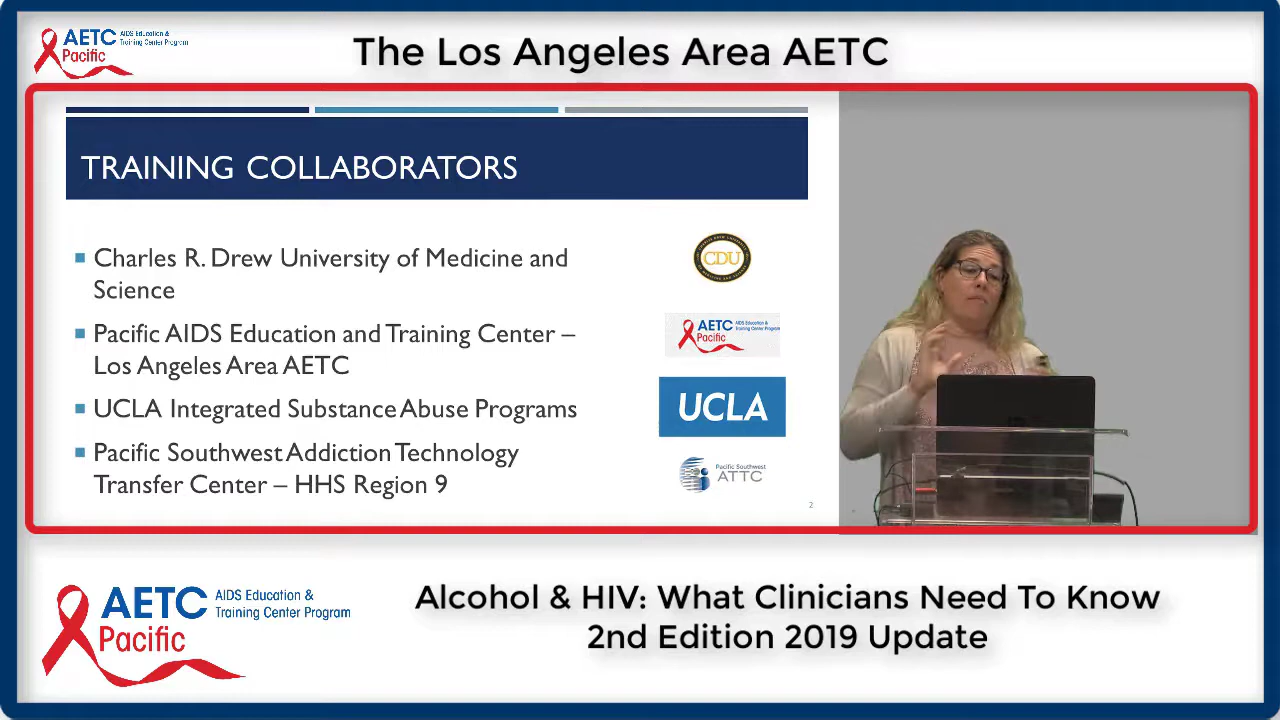 AETC AIDS Education &
Training Center Program
Pacific
The Los Angeles Area AETC
TRAINING COLLABORATORS
Charles R. Drew University of Medicine and
Science
CDU
Pacific AIDS Education and Training Center –
Los Angeles Area AETC
AETC AIDS Education &
Training Center Program
Pacific
UCLA Integrated Substance Abuse Programs
UCLA
Pacific Southwest Addiction Technology
Transfer Center – HHS Region 9
Pacific Southwest
ATTC
2
AETC AIDS Education &
Training Center Program
Pacific
Alcohol & HIV: What Clinicians Need To Know
2nd Edition 2019 Update